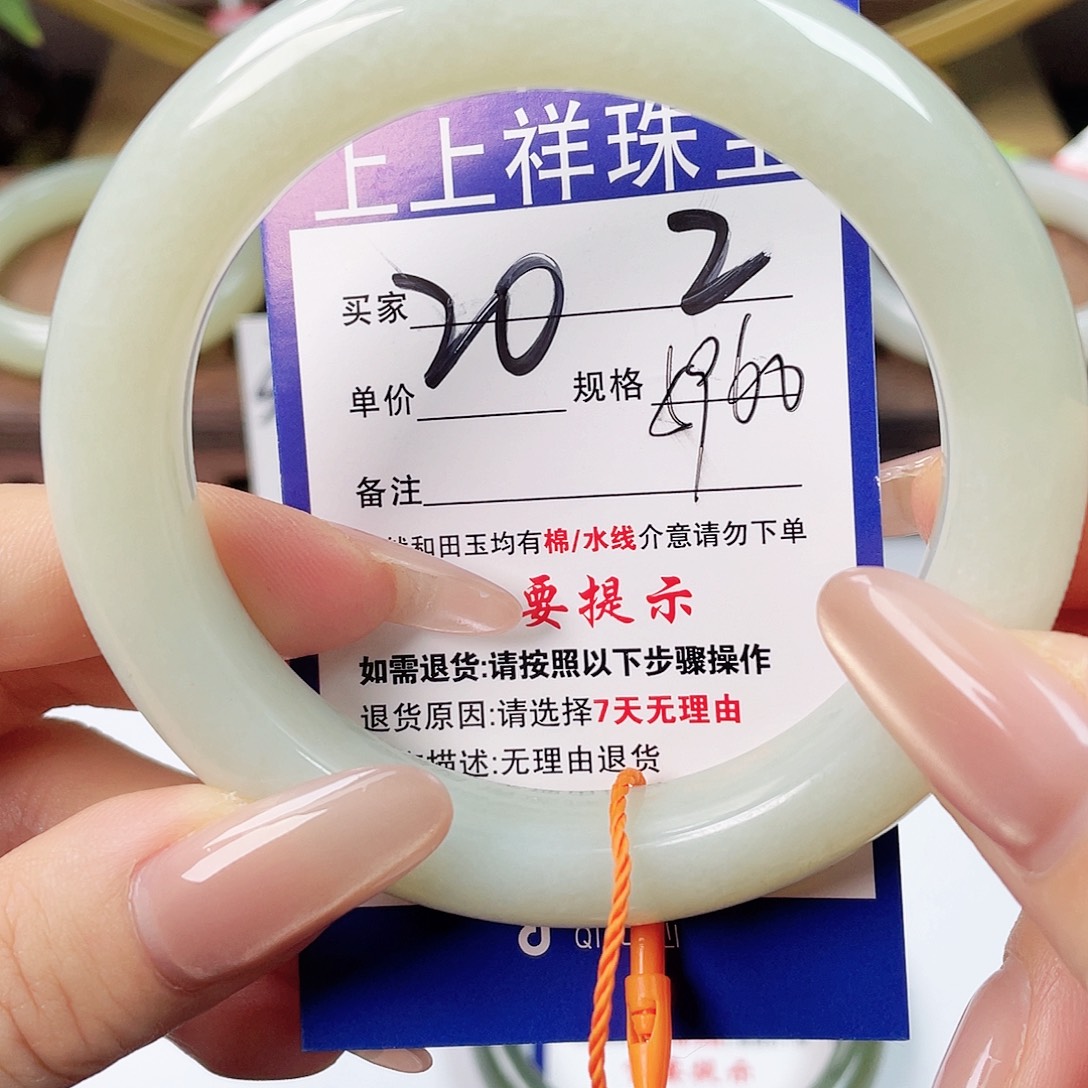 上上祥珠宝
买家 20 2
单价 规格
备注
和田玉均有棉/水线介意请勿下单
要提示
如需退货:请按照以下步骤操作
退货原因:请选择7天无理由
描述:无理由退货